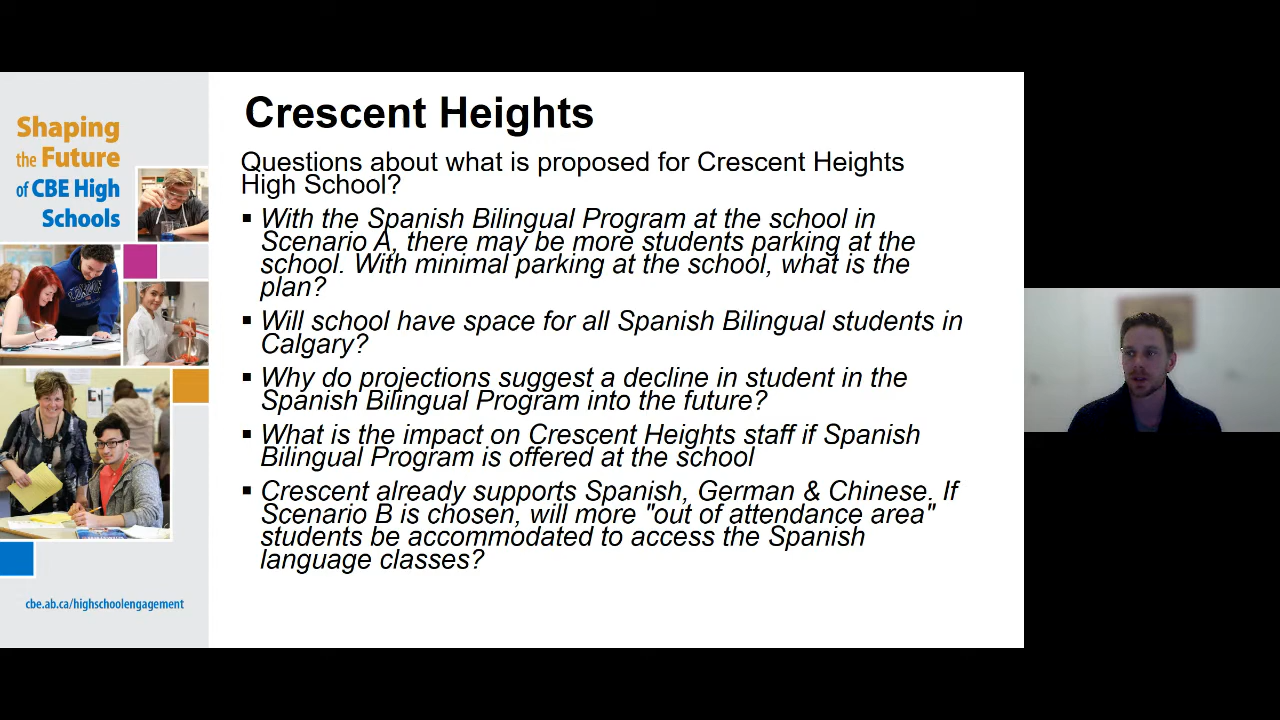 Shaping
the Future
of CBE High
Schools
cbe.ab.ca/highschoolengagement
Crescent Heights
Questions about what is proposed for Crescent Heights
High School?
▪ With the Spanish Bilingual Program at the school in
Scenario A, there may be more students parking at the
school. With minimal parking at the school, what is the
plan?
▪ Will school have space for all Spanish Bilingual students in
Calgary?
▪ Why do projections suggest a decline in student in the
Spanish Bilingual Program into the future?
▪ What is the impact on Crescent Heights staff if Spanish
Bilingual Program is offered at the school
▪ Crescent already supports Spanish, German & Chinese. If
Scenario B is chosen, will more "out of attendance area"
students be accommodated to access the Spanish
language classes?